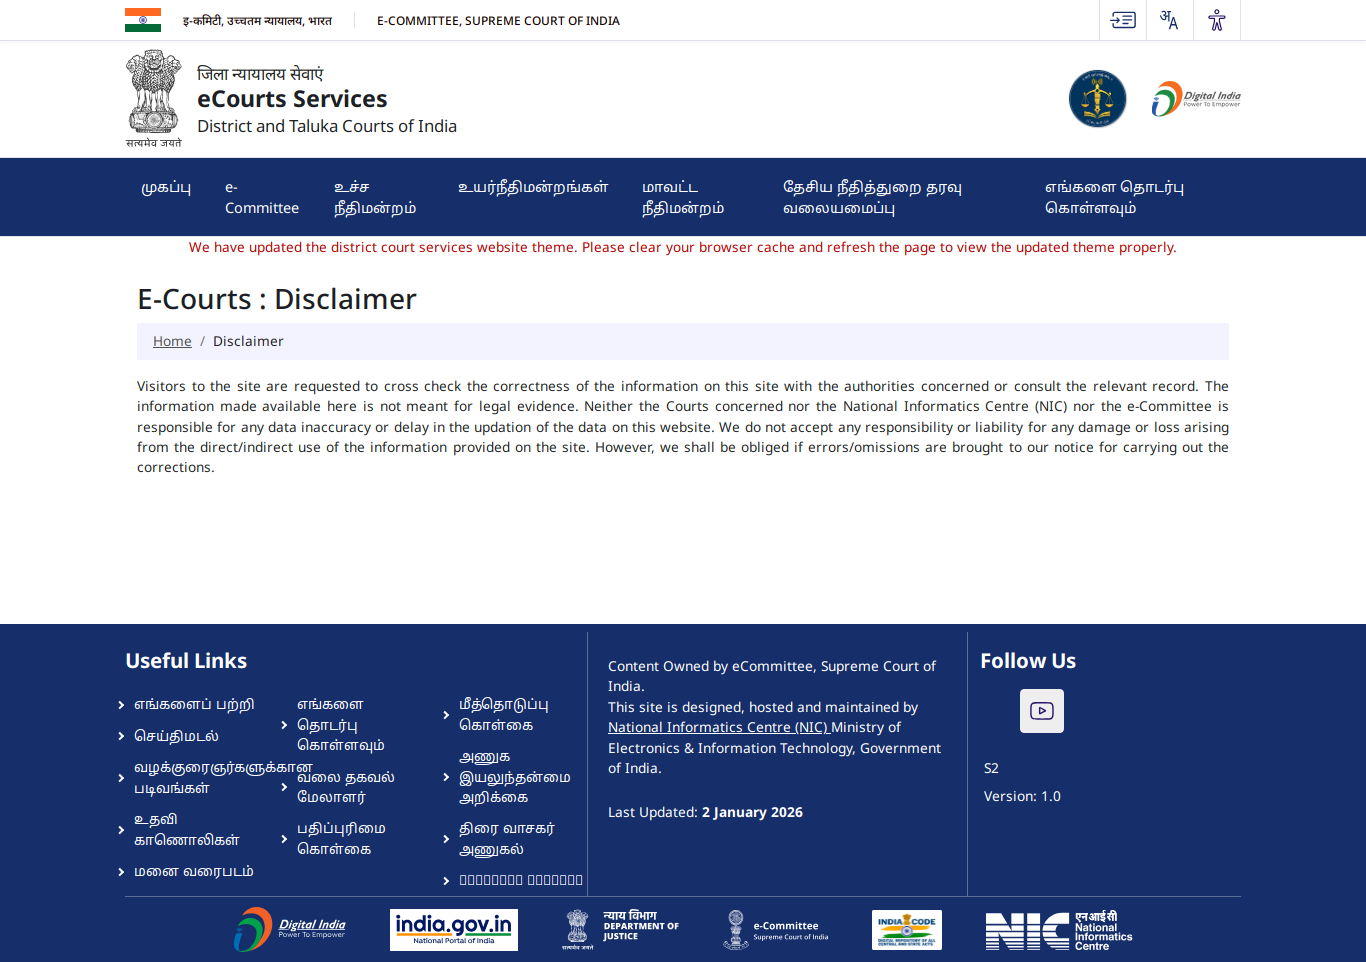 इ-कमिटी, उच्चतम न्यायालय, भारत
E-COMMITTEE, SUPREME COURT OF INDIA
सत्यमेव जयते
जिला न्यायालय सेवाएं
eCourts Services
District and Taluka Courts of India
Digital India
Power To Empower
முகப்பு
e-
Committee
உச்ச
நீதிமன்றம்
உயர்நீதிமன்றங்கள்
மாவட்ட
நீதிமன்றம்
தேசிய நீதித்துறை தரவு
வலையமைப்பு
எங்களை தொடர்பு
கொள்ளவும்
We have updated the district court services website theme. Please clear your browser cache and refresh the page to view the updated theme properly.
E-Courts : Disclaimer
Home / Disclaimer
Visitors to the site are requested to cross check the correctness of the information on this site with the authorities concerned or consult the relevant record. The
information made available here is not meant for legal evidence. Neither the Courts concerned nor the National Informatics Centre (NIC) nor the e-Committee is
responsible for any data inaccuracy or delay in the updation of the data on this website. We do not accept any responsibility or liability for any damage or loss arising
from the direct/indirect use of the information provided on the site. However, we shall be obliged if errors/omissions are brought to our notice for carrying out the
corrections.
Useful Links
எங்களைப் பற்றி
செய்திமடல்
வழக்குரைஞர்களுக்கான
படிவங்கள்
உதவி
காணொலிகள்
மனை வரைபடம்
எங்களை
தொடர்பு
கொள்ளவும்
வலை தகவல்
மேலாளர்
பதிப்புரிமை
கொள்கை
மீத்தொடுப்பு
கொள்கை
அணுக
இயலுந்தன்மை
அறிக்கை
திரை வாசகர்
அணுகல்
Content Owned by eCommittee, Supreme Court of
India.
This site is designed, hosted and maintained by
National Informatics Centre (NIC) Ministry of
Electronics & Information Technology, Government
of India.
Last Updated: 2 January 2026
Follow Us
S2
Version: 1.0
Digital India
Power To Empower
india.gov.in
National Portal of India
सत्यमेव जयते
न्याय विभाग
DEPARTMENT OF
JUSTICE
e-Committee
Supreme Court of India
INDIA CODE
DIGITAL REPOSITORY OF ALL
CENTRAL AND STATE ACTS
NIC
एनआईसी
National
Informatics
Centre